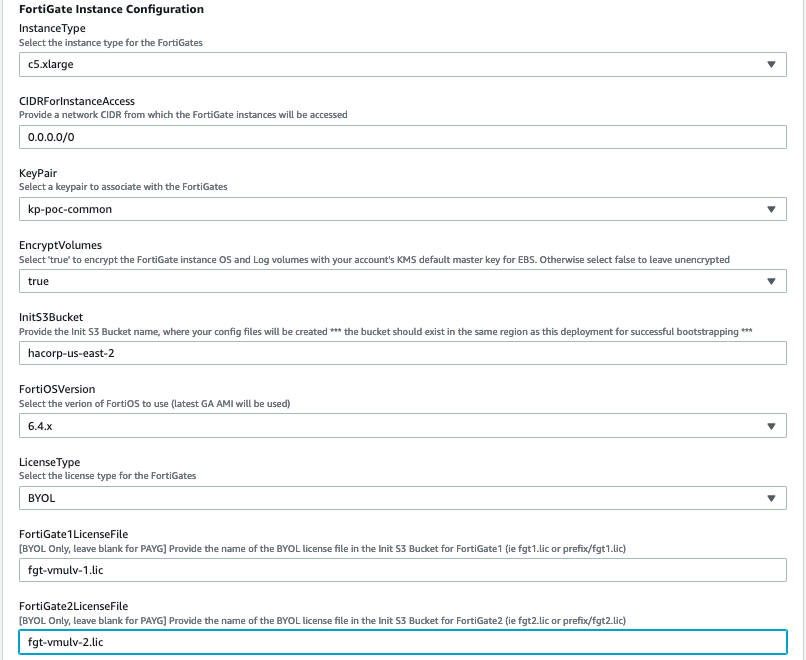 FortiGate Instance Configuration
InstanceType
Select the instance type for the FortiGates
c5.xlarge
CIDRForInstanceAccess
Provide a network CIDR from which the FortiGate instances will be accessed
0.0.0.0/0
KeyPair
Select a keypair to associate with the FortiGates
kp-poc-common
EncryptVolumes
Select 'true' to encrypt the FortiGate instance OS and Log volumes with your account's KMS default master key for EBS. Otherwise select false to leave unencrypted
true
InitS3Bucket
Provide the Init S3 Bucket name, where your config files will be created *** the bucket should exist in the same region as this deployment for successful bootstrapping ***
hacorp-us-east-2
FortiOSVersion
Select the verion of FortiOS to use (latest GA AMI will be used)
6.4.x
LicenseType
Select the license type for the FortiGates
BYOL
FortiGate1LicenseFile
[BYOL Only, leave blank for PAYG] Provide the name of the BYOL license file in the Init S3 Bucket for FortiGate1 (ie fgt1.lic or prefix/fgt1.lic)
fgt-vmulv-1.lic
FortiGate2LicenseFile
[BYOL Only, leave blank for PAYG] Provide the name of the BYOL license file in the Init S3 Bucket for FortiGate2 (ie fgt2.lic or prefix/fgt2.lic)
fgt-vmulv-2.lic